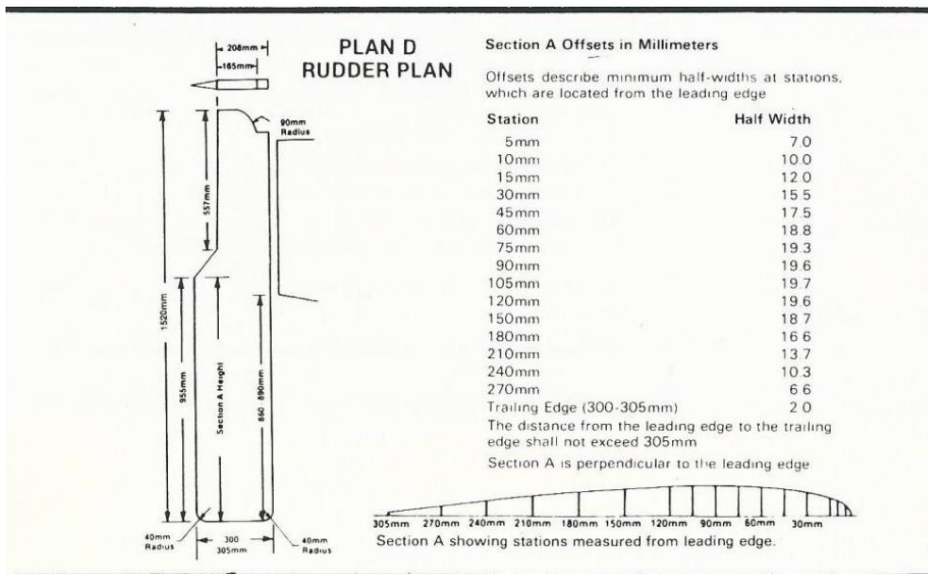 PLAN D
RUDDER PLAN
208mm
165mm
90mm
Radius
557mm
1520mm
955mm
Section A Height
860 890mm
40mm
Radius
300
305mm
40mm
Radius
Section A Offsets in Millimeters
Offsets describe minimum half-widths at stations,
which are located from the leading edge
Station Half Width
5mm 7.0
10mm 10.0
15mm 12.0
30mm 15.5
45mm 17.5
60mm 18.8
75mm 19.3
90mm 19.6
105mm 19.7
120mm 19.6
150mm 18.7
180mm 16.6
210mm 13.7
240mm 10.3
270mm 6.6
Trailing Edge (300-305mm) 2.0
The distance from the leading edge to the trailing
edge shall not exceed 305mm
Section A is perpendicular to the leading edge
305mm 270mm 240mm 210mm 180mm 150mm 120mm 90mm 60mm 30mm
Section A showing stations measured from leading edge.